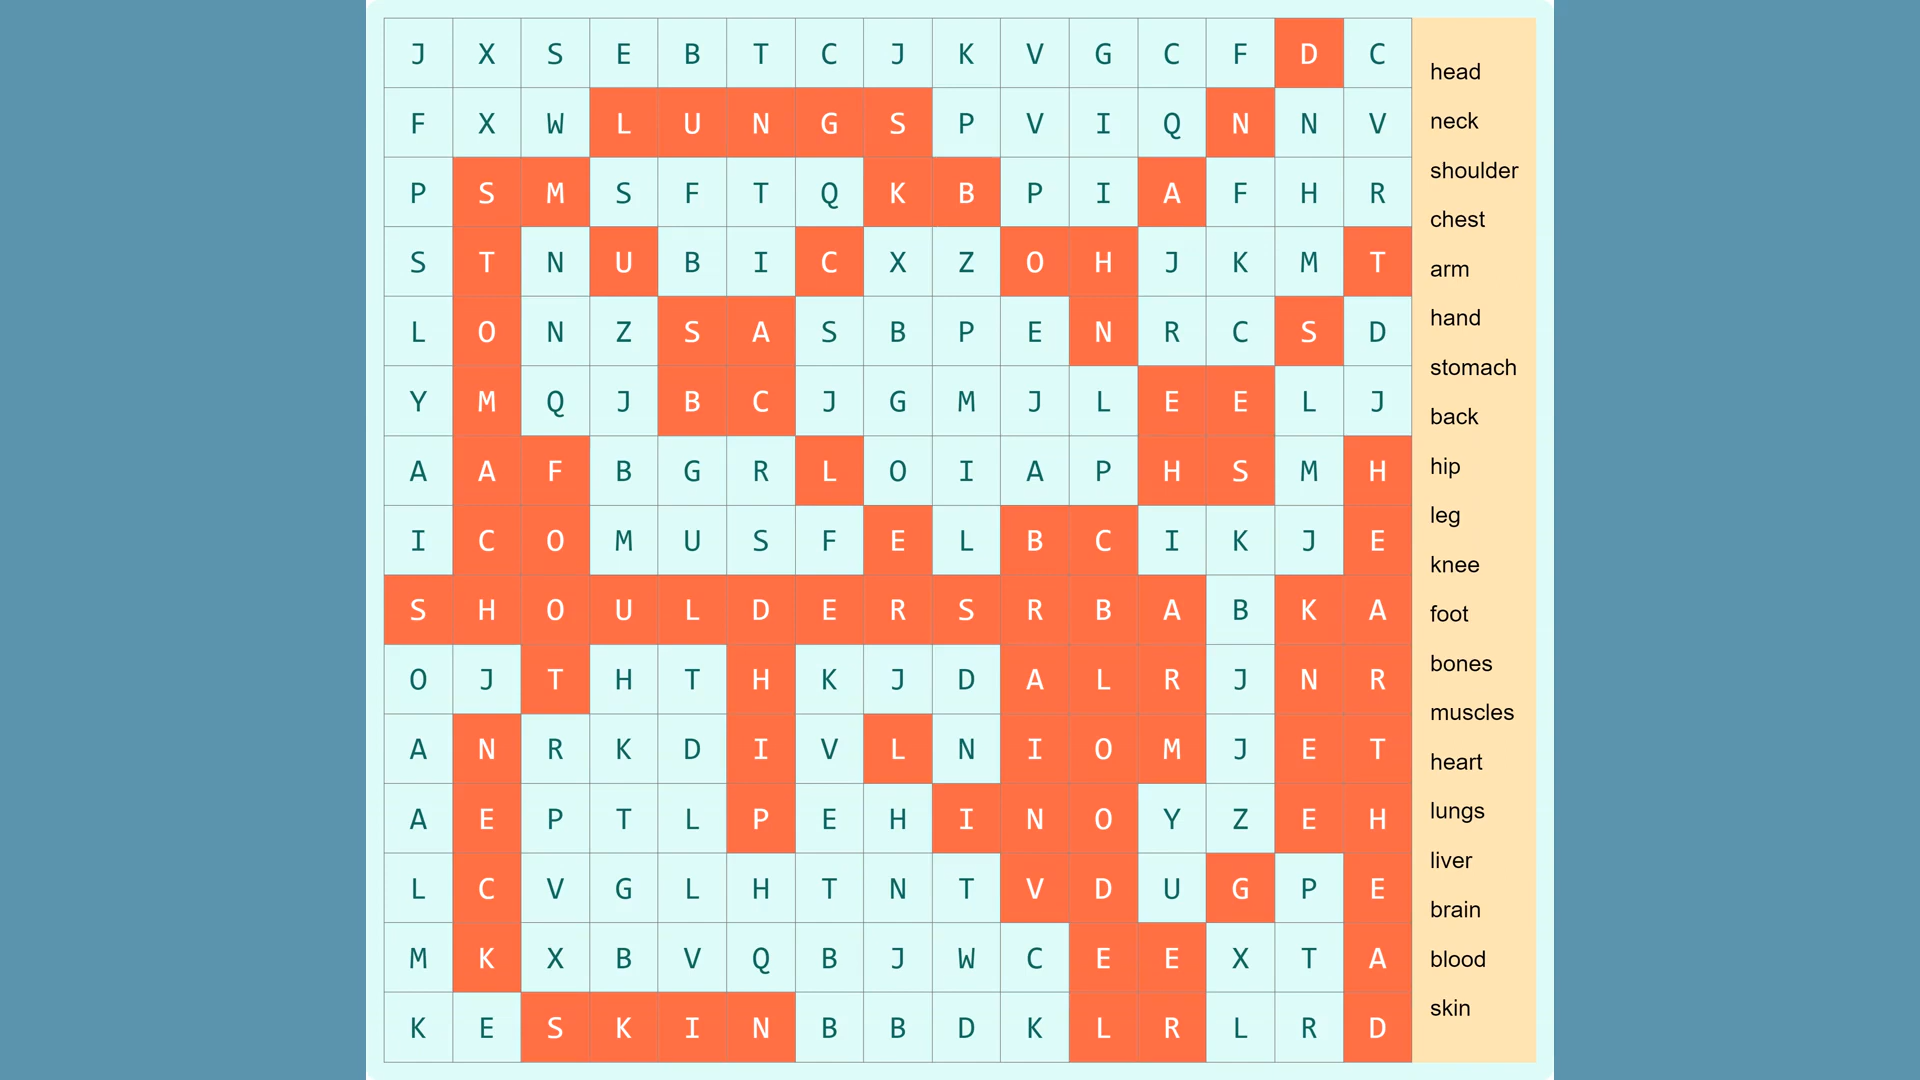 J X S E B T C J K V G C F D C
F X W L U N G S P V I Q N N V
P S M S F T Q K B P I A F H R
S T N U B I C X Z O H J K M T
L O N Z S A S B P E N R C S D
Y M Q J B C J G M J L E E L J
A A F B G R L O I A P H S M H
I C O M U S F E L B C I K J E
S H O U L D E R S R B A B K A
O J T H T H K J D A L R J N R
A N R K D I V L N I O M J E T
A E P T L P E H I N O Y Z E H
L C V G L H T N T V D U G P E
M K X B V Q B J W C E E X T A
K E S K I N B B D K L R L R D
head
neck
shoulder
chest
arm
hand
stomach
back
hip
leg
knee
foot
bones
muscles
heart
lungs
liver
brain
blood
skin